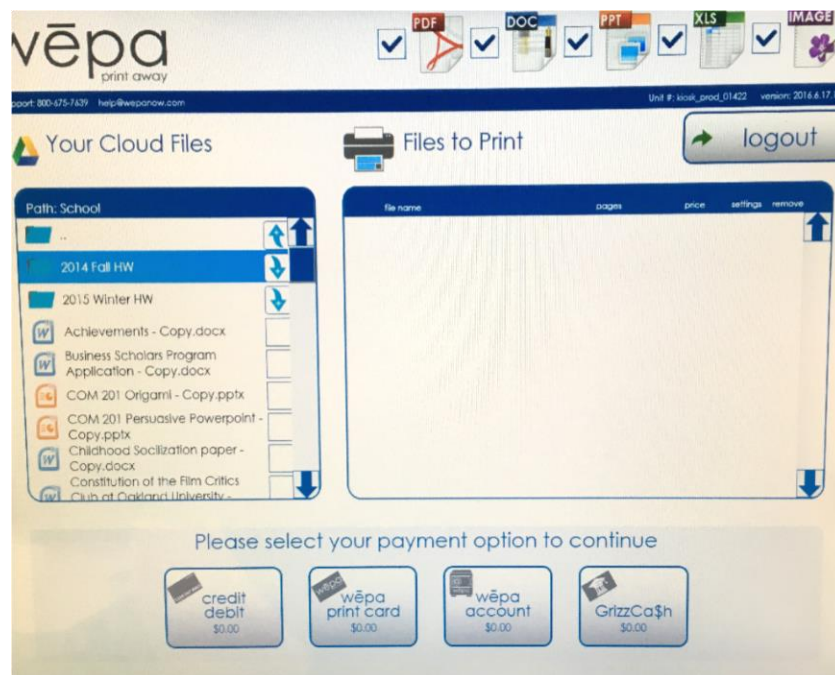 PDF
DOC
PPT
XLS
IMAGE
wēpa
print away
pport: 800-675-7639 help@wepanow.com
Unit #: kiosk_prod_01422 version: 2016.6.17.
Your Cloud Files
Files to Print
logout
Path: School
file name pages price settings remove
..
2014 Fall HW
2015 Winter HW
Achievements - Copy.docx
Business Scholars Program
Application - Copy.docx
COM 201 Origami - Copy.pptx
COM 201 Persuasive Powerpoint -
Copy.pptx
Childhood Socilization paper -
Copy.docx
Constitution of the Film Critics
Club at Oakland University -
Please select your payment option to continue
credit
debit
$0.00
wēpa
wēpa
print card
$0.00
wēpa
account
$0.00
GrizzCa$h
$0.00